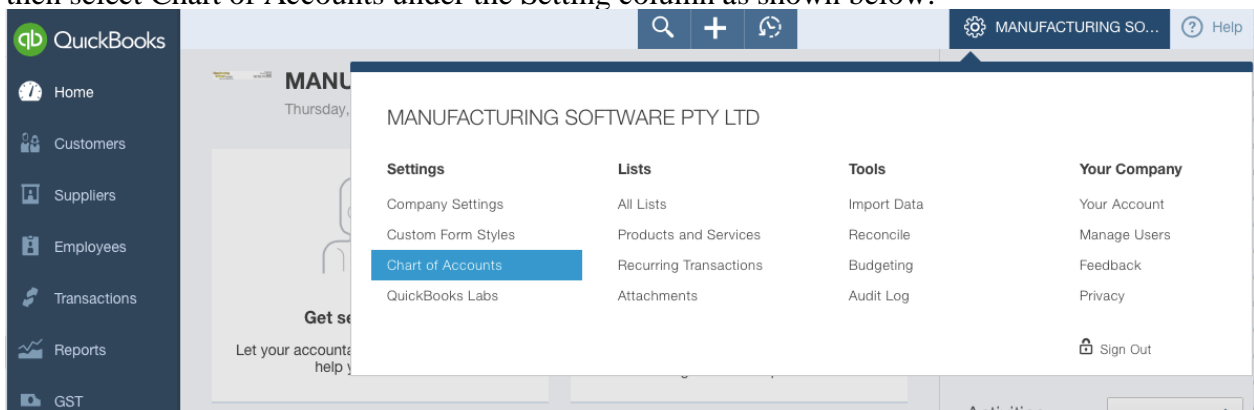 then select Chart of Accounts under the Setting column as shown below.
qb QuickBooks
MANUFACTURING SO... ? Help
Home
Customers
Suppliers
Employees
Transactions
Reports
GST
MANU
Thursday,
MANUFACTURING SOFTWARE PTY LTD
Settings Lists Tools Your Company
Company Settings All Lists Import Data Your Account
Custom Form Styles Products and Services Reconcile Manage Users
Chart of Accounts Recurring Transactions Budgeting Feedback
QuickBooks Labs Attachments Audit Log Privacy
Sign Out
Get se
Let your accounta
help y